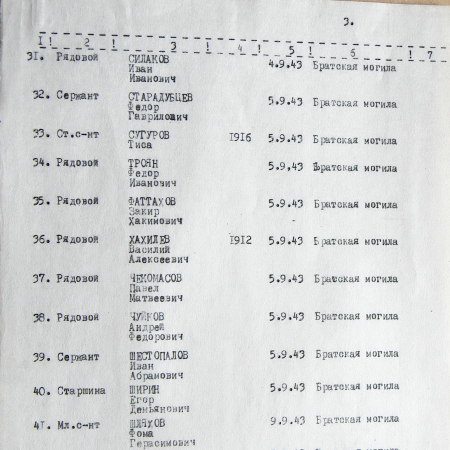 3.
1! 2 ! 3 ! 4 ! 5 ! 6 ! 7
31. Рядовой СИЛАКОВ 4.9.43 Братская могила
Иван
Иванович
32. Сержант СТАРАДУБЦЕВ 5.9.43 Братская могила
Федор
Гаврилович
33. Ст.с-нт СУГУРОВ 1916 5.9.43 Братская могила
Тиса
34. Рядовой ТРОЯН 5.9.43 Братская могила
Федор
Иванович
35. Рядовой ФАТТАХОВ 5.9.43 Братская могила
Закир
Хакимович
36. Рядовой ХАХИЛЕВ 1912 5.9.43 Братская могила
Василий
Алексеевич
37. Рядовой ЧЕКОМАСОВ 5.9.43 Братская могила
Павел
Матвеевич
38. Рядовой ЧУЙКОВ 5.9.43 Братская могила
Андрей
Федорович
39. Сержант ШЕСТОПАЛОВ 5.9.43 Братская могила
Иван
Абрамович
40. Старшина ШИРИН 5.9.43 Братская могила
Егор
Демьянович
41. Мл.с-нт ШЛЯХОВ 9.9.43 Братская могила
Фома
Герасимович